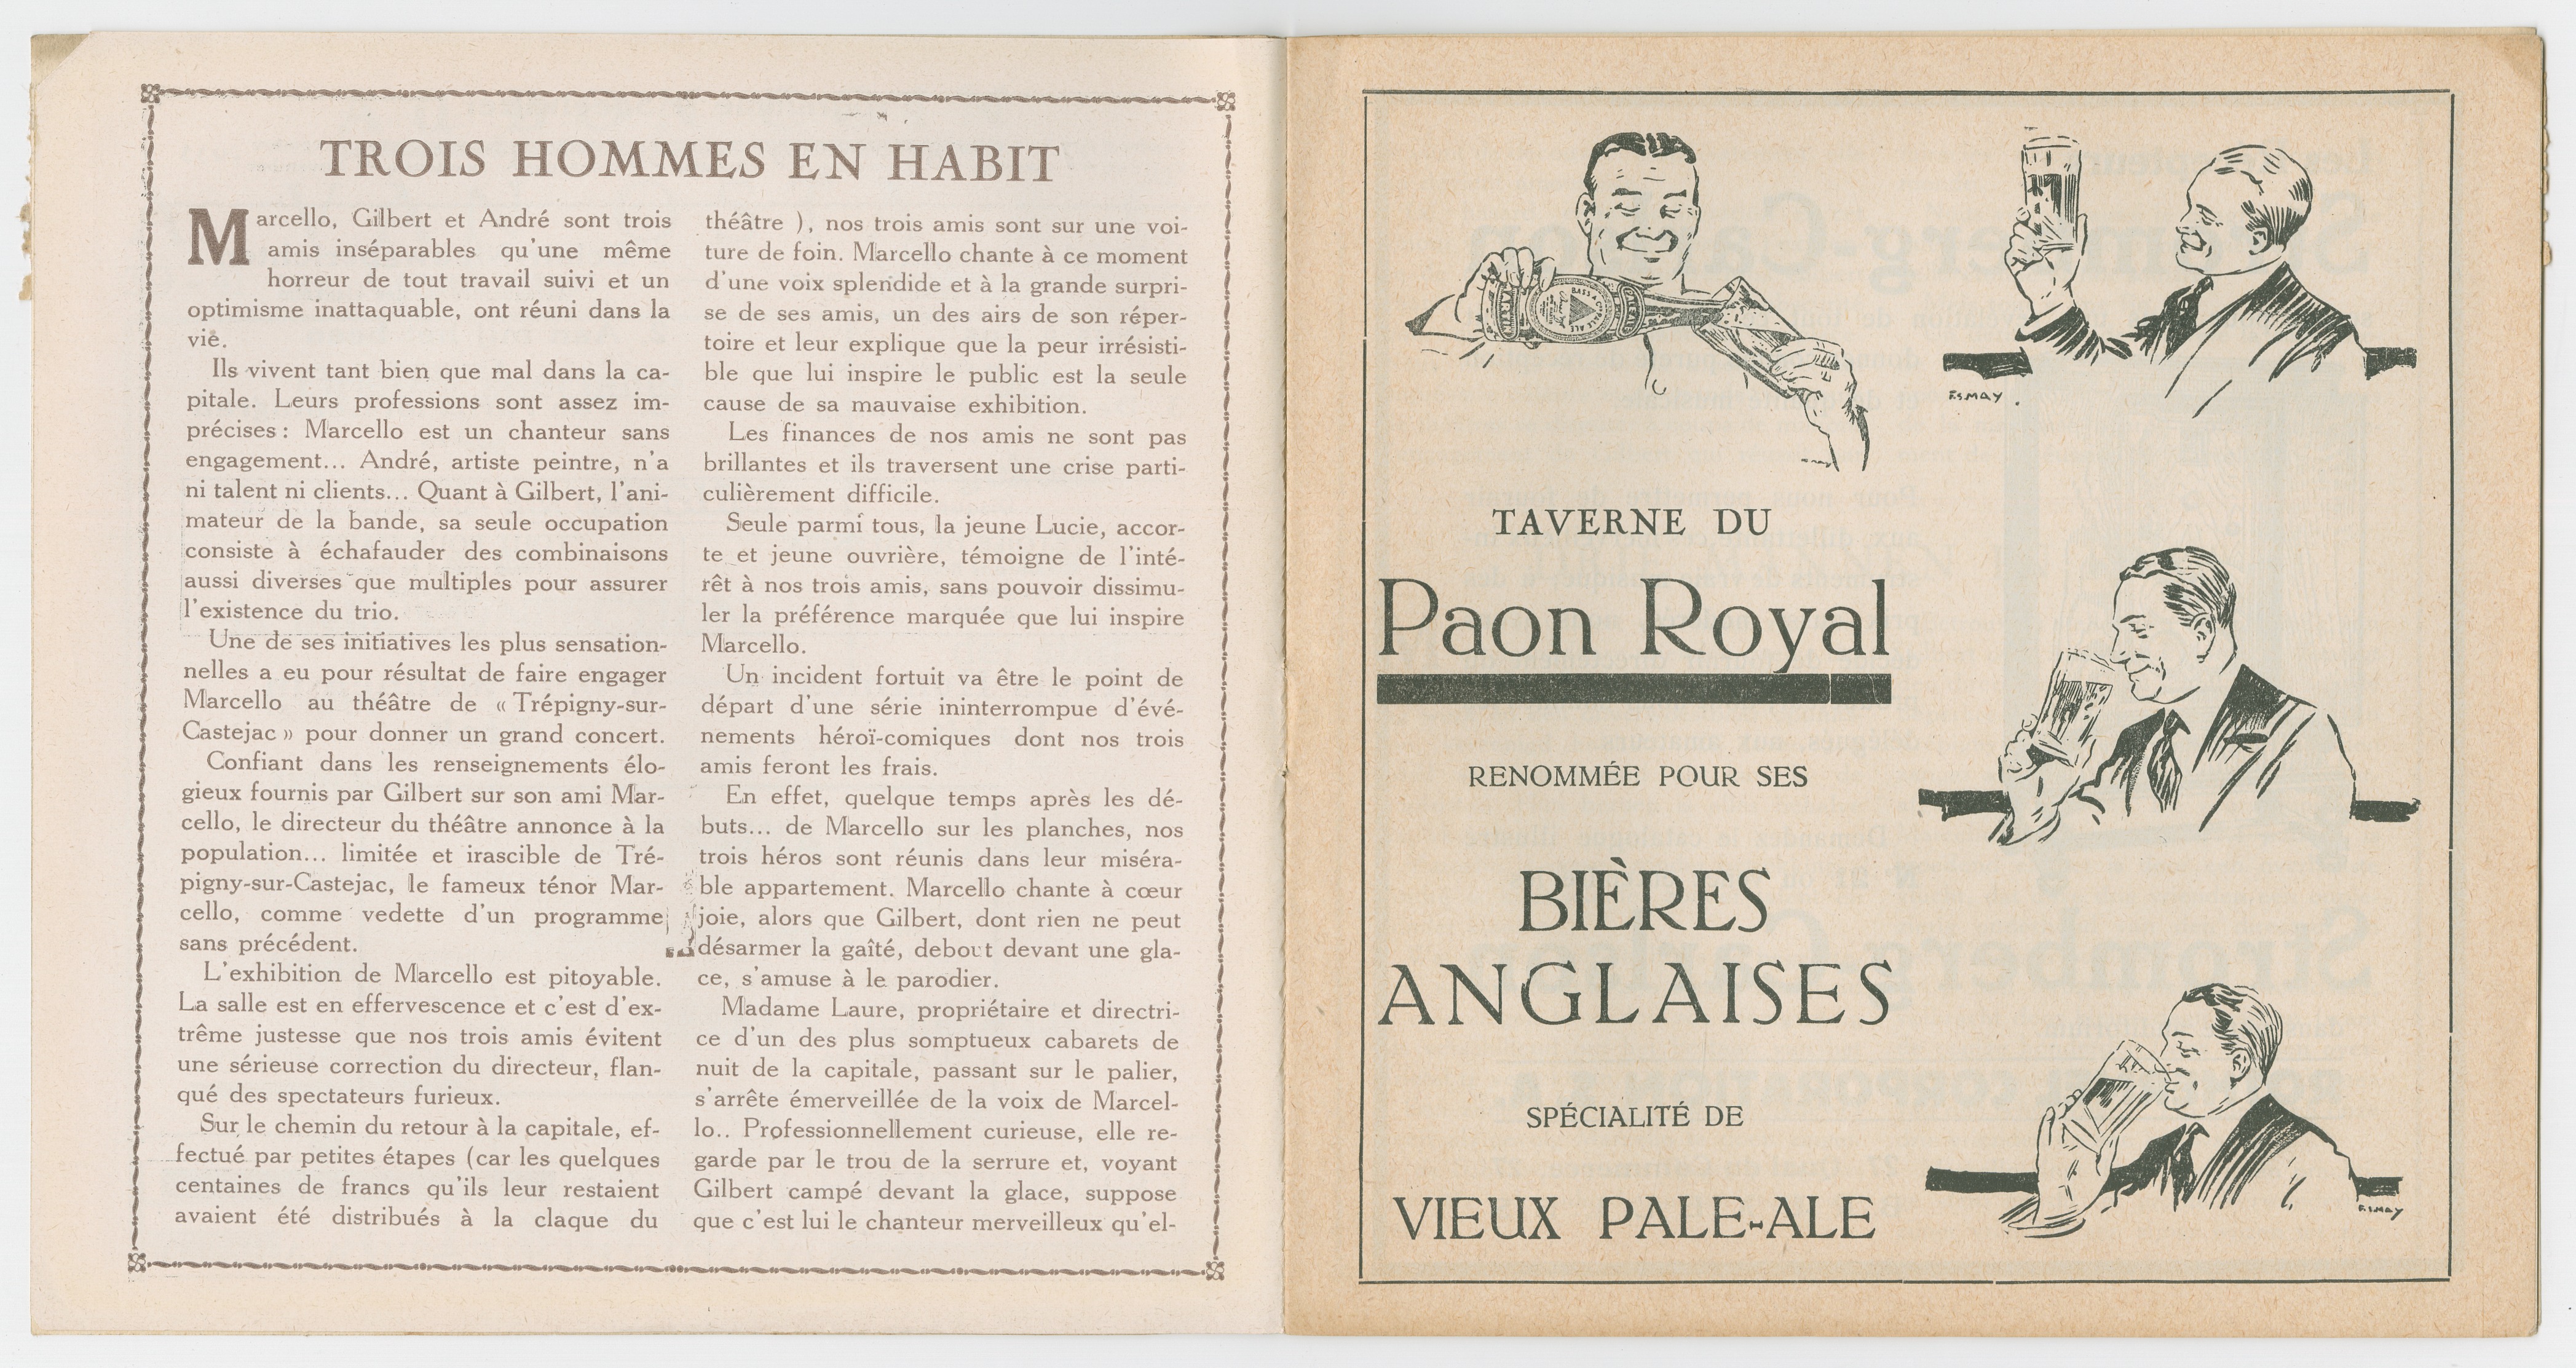 TROIS HOMMES EN HABIT
Marcello, Gilbert et André sont trois
amis inséparables qu'une même
horreur de tout travail suivi et un
optimisme inattaquable, ont réuni dans la
vie.
Ils vivent tant bien que mal dans la ca-
pitale. Leurs professions sont assez im-
précises : Marcello est un chanteur sans
engagement... André, artiste peintre, n'a
ni talent ni clients... Quant à Gilbert, l'ani-
mateur de la bande, sa seule occupation
consiste à échafauder des combinaisons
aussi diverses que multiples pour assurer
l'existence du trio.
Une de ses initiatives les plus sensation-
nelles a eu pour résultat de faire engager
Marcello au théâtre de « Trépigny-sur-
Castejac » pour donner un grand concert.
Confiant dans les renseignements élo-
gieux fournis par Gilbert sur son ami Mar-
cello, le directeur du théâtre annonce à la
population... limitée et irascible de Tré-
pigny-sur-Castejac, le fameux ténor Mar-
cello, comme vedette d'un programme
sans précédent.
L'exhibition de Marcello est pitoyable.
La salle est en effervescence et c'est d'ex-
trême justesse que nos trois amis évitent
une sérieuse correction du directeur, flan-
qué des spectateurs furieux.
Sur le chemin du retour à la capitale, ef-
fectué par petites étapes (car les quelques
centaines de francs qu'ils leur restaient
avaient été distribués à la claque du
théâtre ), nos trois amis sont sur une voi-
ture de foin. Marcello chante à ce moment
d'une voix splendide et à la grande surpri-
se de ses amis, un des airs de son réper-
toire et leur explique que la peur irrésisti-
ble que lui inspire le public est la seule
cause de sa mauvaise exhibition.
Les finances de nos amis ne sont pas
brillantes et ils traversent une crise parti-
culièrement difficile.
Seule parmi tous, la jeune Lucie, accor-
te et jeune ouvrière, témoigne de l'inté-
rêt à nos trois amis, sans pouvoir dissimu-
ler la préférence marquée que lui inspire
Marcello.
Un incident fortuit va être le point de
départ d'une série ininterrompue d'évé-
nements héroï-comiques dont nos trois
amis feront les frais.
En effet, quelque temps après les dé-
buts... de Marcello sur les planches, nos
trois héros sont réunis dans leur miséra-
ble appartement. Marcello chante à cœur
joie, alors que Gilbert, dont rien ne peut
désarmer la gaîté, debout devant une gla-
ce, s'amuse à le parodier.
Madame Laure, propriétaire et directri-
ce d'un des plus somptueux cabarets de
nuit de la capitale, passant sur le palier,
s'arrête émerveillée de la voix de Marcel-
lo.. Professionnellement curieuse, elle re-
garde par le trou de la serrure et, voyant
Gilbert campé devant la glace, suppose
que c'est lui le chanteur merveilleux qu'el-
F.S.MAY.
TAVERNE DU
Paon Royal
RENOMMÉE POUR SES
BIÈRES
ANGLAISES
SPÉCIALITÉ DE
VIEUX PALE-ALE
F.S.MAY